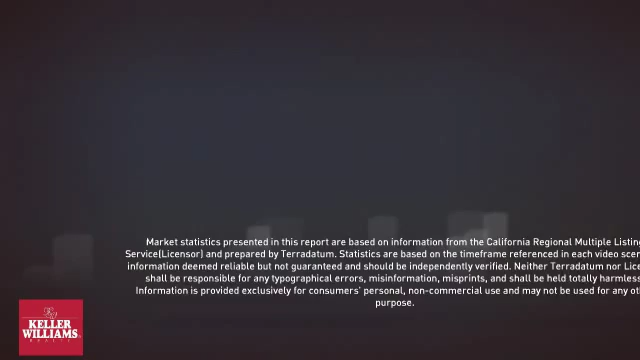 Market statistics presented in this report are based on information from the California Regional Multiple Listing
Service(Licensor) and prepared by Terradatum. Statistics are based on the timeframe referenced in each video
information deemed reliable but not guaranteed and should be independently verified. Neither Terradatum nor
shall be responsible for any typographical errors, misinformation, misprints, and shall be held totally harmless
Information is provided exclusively for consumers' personal, non-commercial use and may not be used for any
purpose.
KW
KELLER
WILLIAMS
REALTY